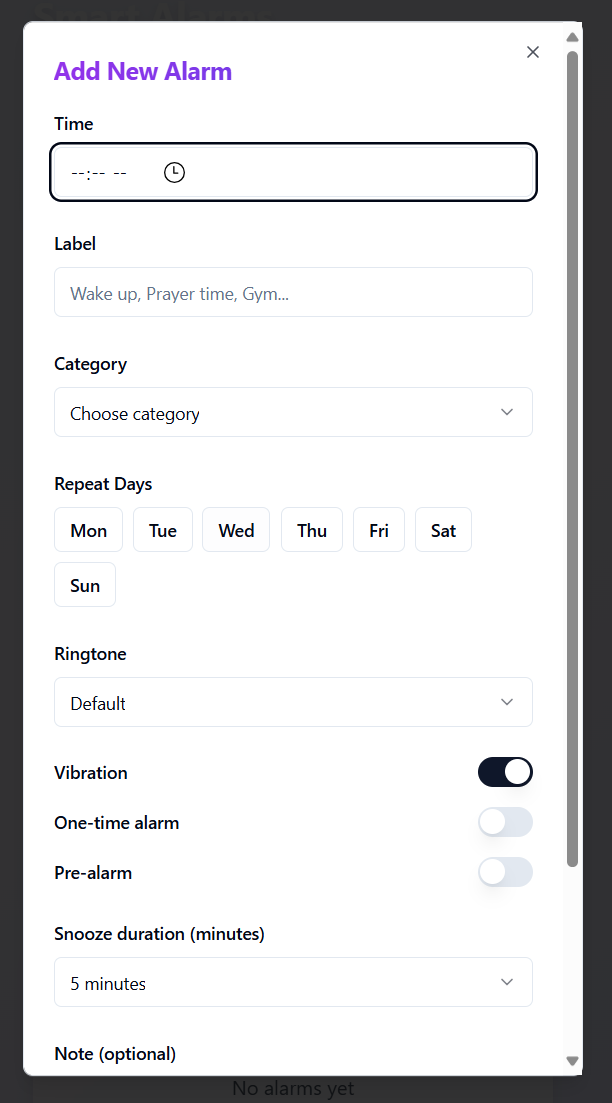 Smart Alarms
Add New Alarm
Time
--:-- --
Label
Wake up, Prayer time, Gym...
Category
Choose category
Repeat Days
Mon Tue Wed Thu Fri Sat
Sun
Ringtone
Default
Vibration
One-time alarm
Pre-alarm
Snooze duration (minutes)
5 minutes
Note (optional)
No alarms yet